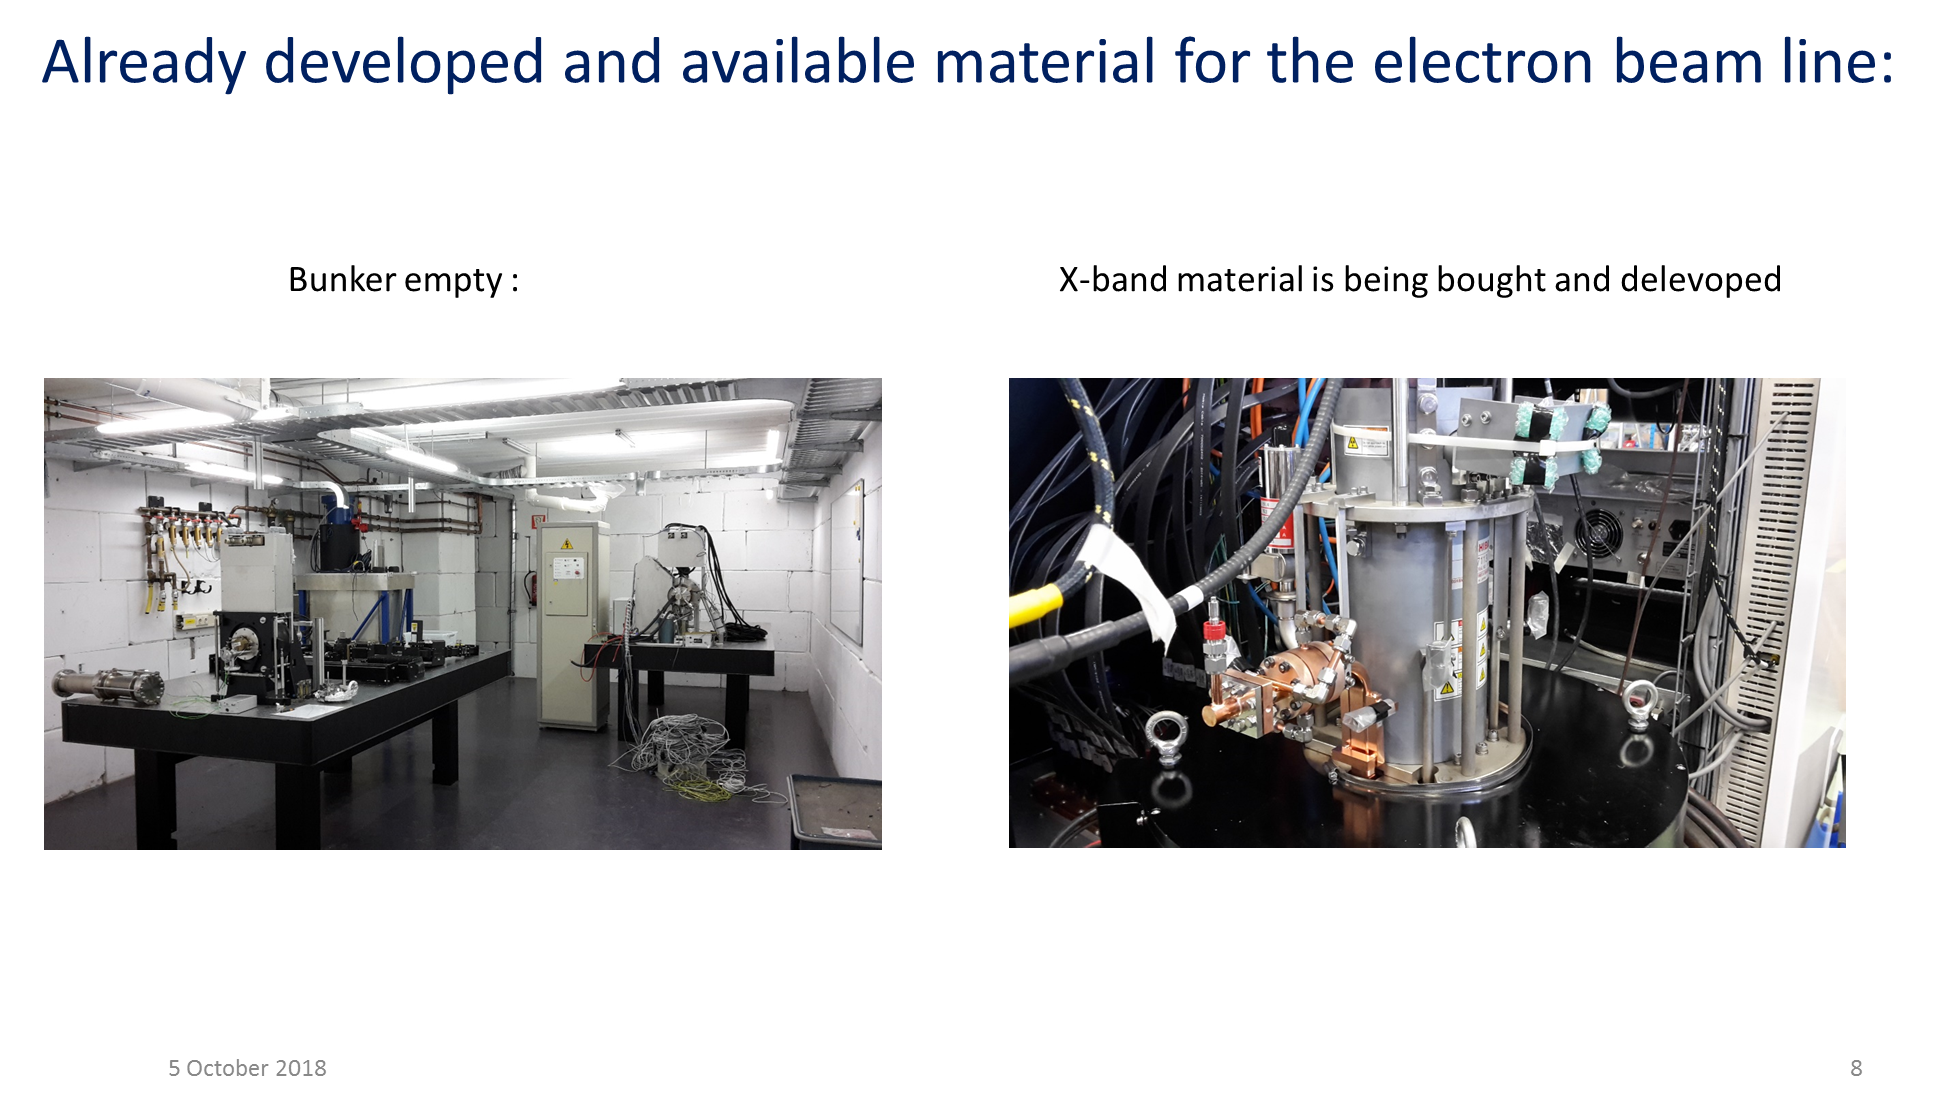 Already developed and available material for the electron beam line:
Bunker empty :
X-band material is being bought and delevoped
5 October 2018
8